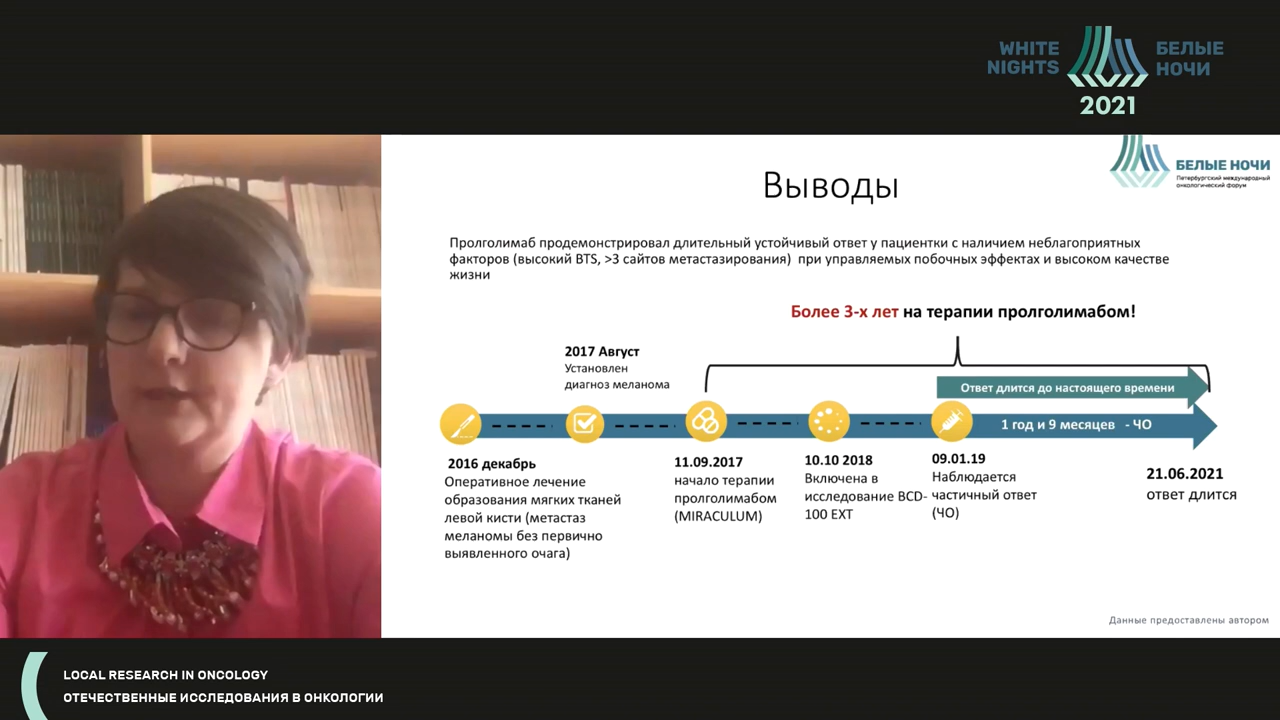 WHITE
NIGHTS
БЕЛЫЕ
НОЧИ
2021
БЕЛЫЕ НОЧИ
Петербургский международный
онкологический форум
Выводы
Пролголимаб продемонстрировал длительный устойчивый ответ у пациентки с наличием неблагоприятных
факторов (высокий BTS, >3 сайтов метастазирования) при управляемых побочных эффектах и высоком качестве
жизни
Более 3-х лет на терапии пролголимабом!
2017 Август
Установлен
диагноз меланома
Ответ длится до настоящего времени
1 год и 9 месяцев - ЧО
2016 декабрь
Оперативное лечение
образования мягких тканей
левой кисти (метастаз
меланомы без первично
выявленного очага)
11.09.2017
начало терапии
пролголимабом
(MIRACULUM)
10.10 2018
Включена в
исследование BCD-
100 EXT
09.01.19
Наблюдается
частичный ответ
(ЧО)
21.06.2021
ответ длится
Данные предоставлены автором
LOCAL RESEARCH IN ONCOLOGY
ОТЕЧЕСТВЕННЫЕ ИССЛЕДОВАНИЯ В ОНКОЛОГИИ